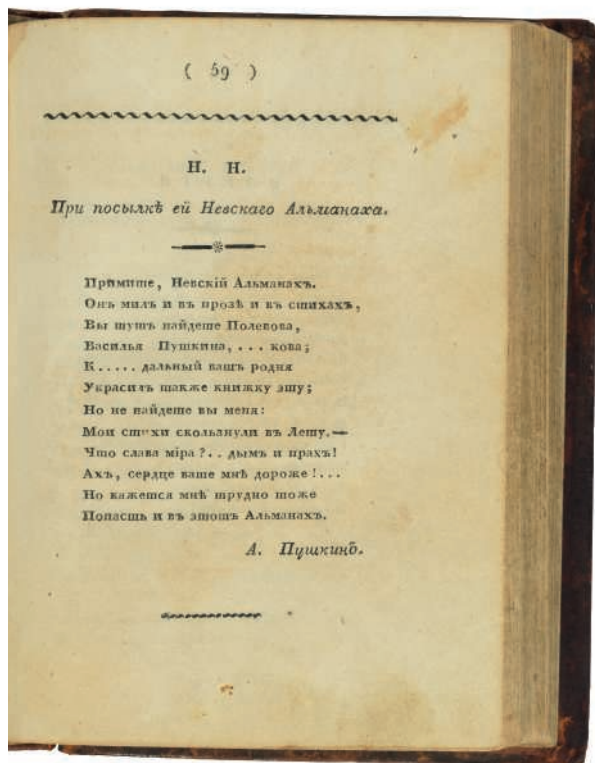 ( 59 )
Н. Н.
При посылкѣ ей Невскаго Альманаха.
Примите, Невскій Альманахъ.
Онъ милъ и въ прозѣ и въ стихахъ,
Вы тутъ найдете Полевова,
Василья Пушкина, . . . кова;
К. . . . . дальный вашъ родня
Украсилъ также книжку эту;
Но не найдете вы меня:
Мои стихи скользнули въ Лету.—
Что слава міра?. . дымъ и прахъ!
Ахъ, сердце ваше мнѣ дороже!. . .
Но кажется мнѣ трудно тоже
Попасть и въ этотъ Альманахъ.
А. Пушкинъ.